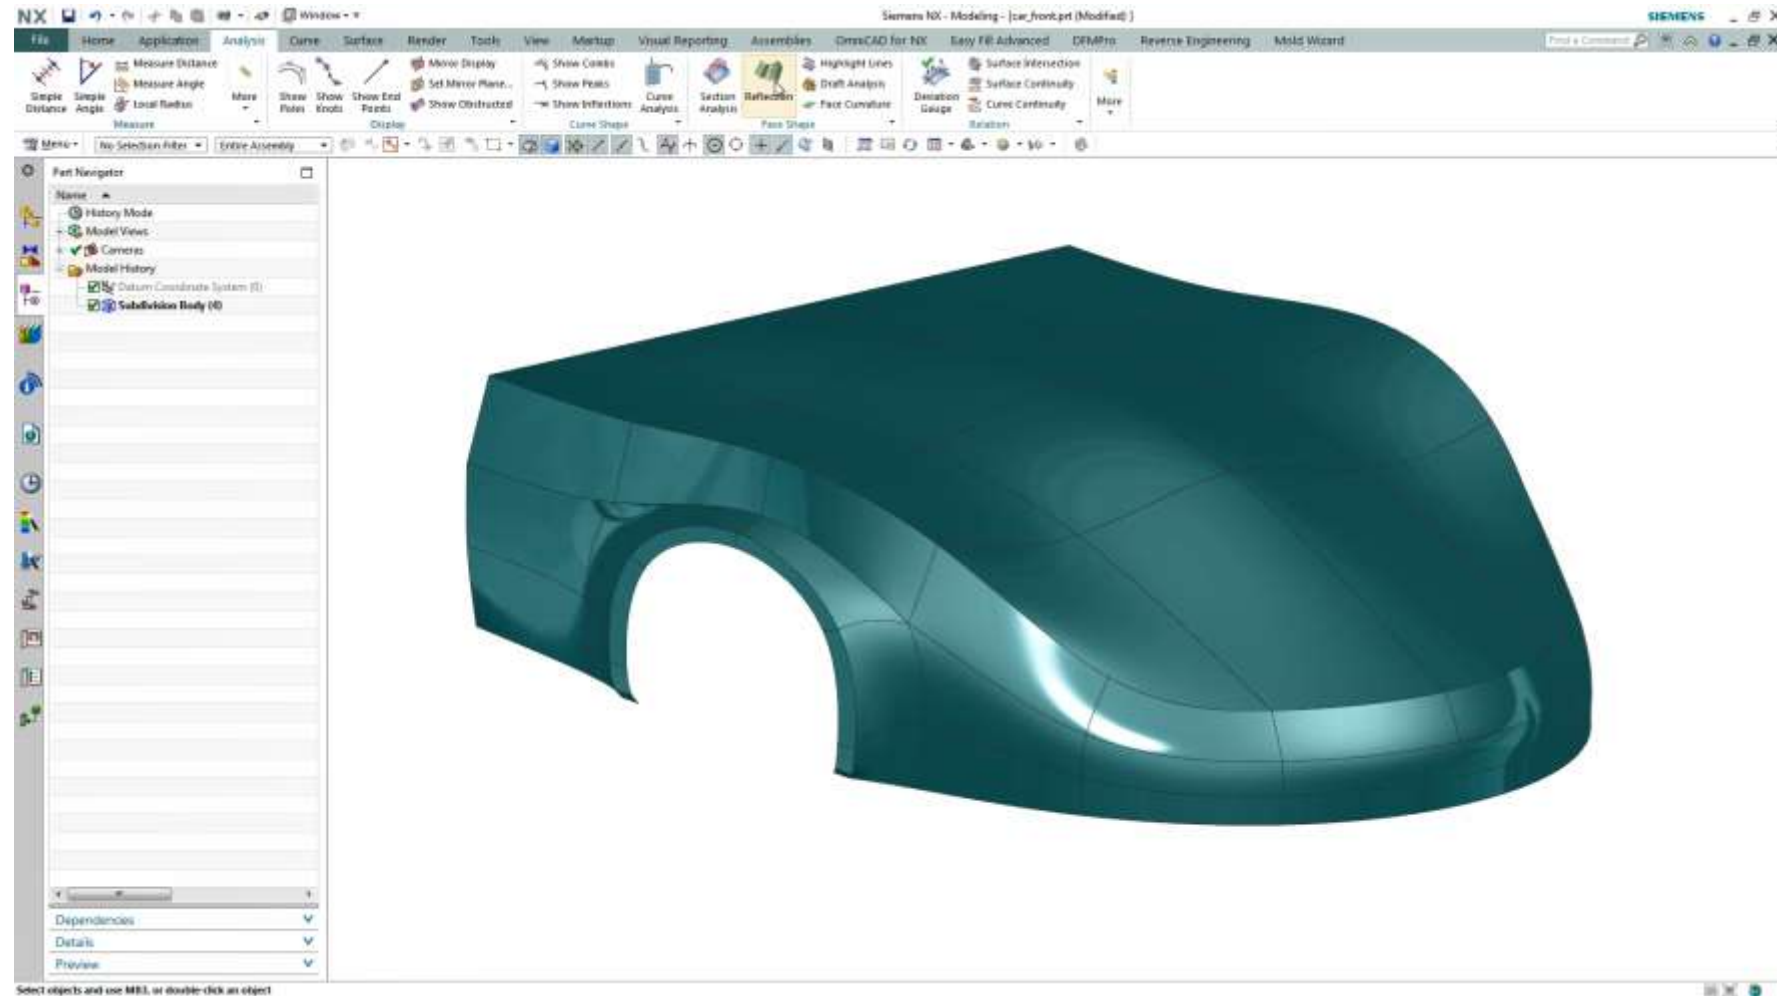 NX Window Siemens NX - Modeling - [car_front.prt (Modified) ] SIEMENS
File Home Application Analysis Curve Surface Render Tools View Markup Visual Reporting Assemblies OmniCAD for NX Easy Fill Advanced DFMPro Reverse Engineering Mold Wizard Find a Command
Simple Distance
Simple Angle
Measure Distance
Measure Angle
Local Radius
More
Measure
Show Poles
Show Knots
Show End Points
Mirror Display
Set Mirror Plane...
Show Obstructed
Display
Show Combs
Show Peaks
Show Inflections
Curve Analysis
Curve Shape
Section Analysis
Reflection
Highlight Lines
Draft Analysis
Face Curvature
Face Shape
Deviation Gauge
Surface Intersection
Surface Continuity
Curve Continuity
More
Relation
Menu No Selection Filter Entire Assembly
Part Navigator
Name
History Mode
Model Views
Cameras
Model History
Datum Coordinate System (0)
Subdivision Body (4)
Dependencies
Details
Preview
Select objects and use MB3, or double-click an object